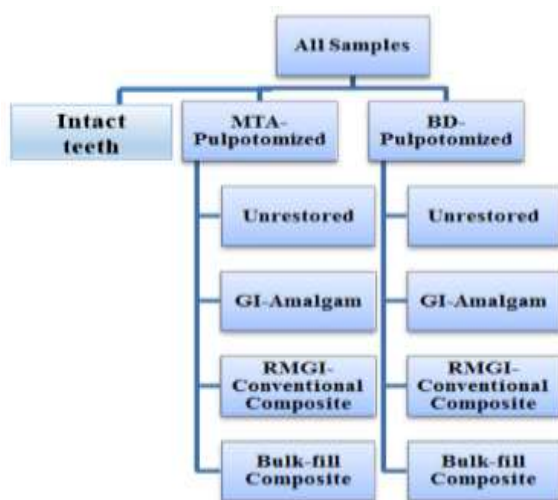 All Samples
Intact
teeth
MTA-
Pulpotomized
BD-
Pulpotomized
Unrestored
Unrestored
GI-Amalgam
GI-Amalgam
RMGI-
Conventional
Composite
RMGI-
Conventional
Composite
Bulk-fill
Composite
Bulk-fill
Composite